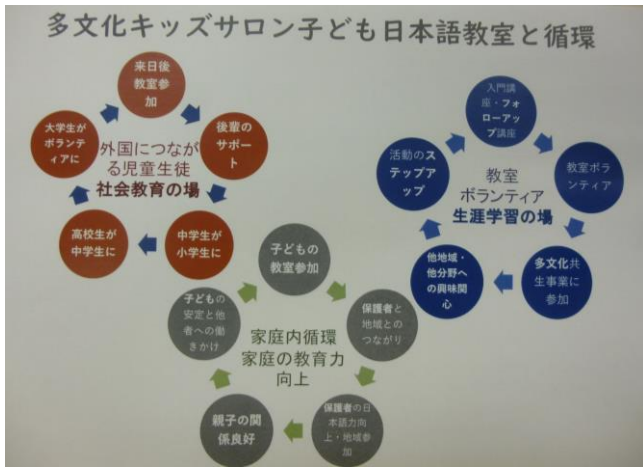 多文化キッズサロン子ども日本語教室と循環
来日後
教室参
加
後輩の
サポー
ト
中学生が
小学生に
高校生が
中学生に
大学生が
ボランテ
ィアに
外国につなが
る児童生徒
社会教育の場
入門講
座・フォ
ローアッ
プ講座
教室ボラ
ンティア
多文化共
生事業に
参加
他地域・
他分野へ
の興味関
心
活動のス
テップア
ップ
教室
ボランティア
生涯学習の場
子どもの
教室参加
保護者と
地域との
つながり
保護者の日
本語力向
上・地域参
加
親子の関
係良好
子どもの
安定と他
者への働
きかけ
家庭内循環
家庭の教育力
向上